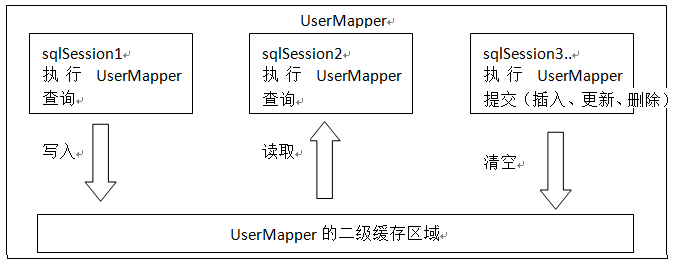 UserMapper
sqlSession1
执行 UserMapper
查询
sqlSession2
执行 UserMapper
查询
sqlSession3..
执行 UserMapper
提交（插入、更新、删除）
写入
读取
清空
UserMapper 的二级缓存区域